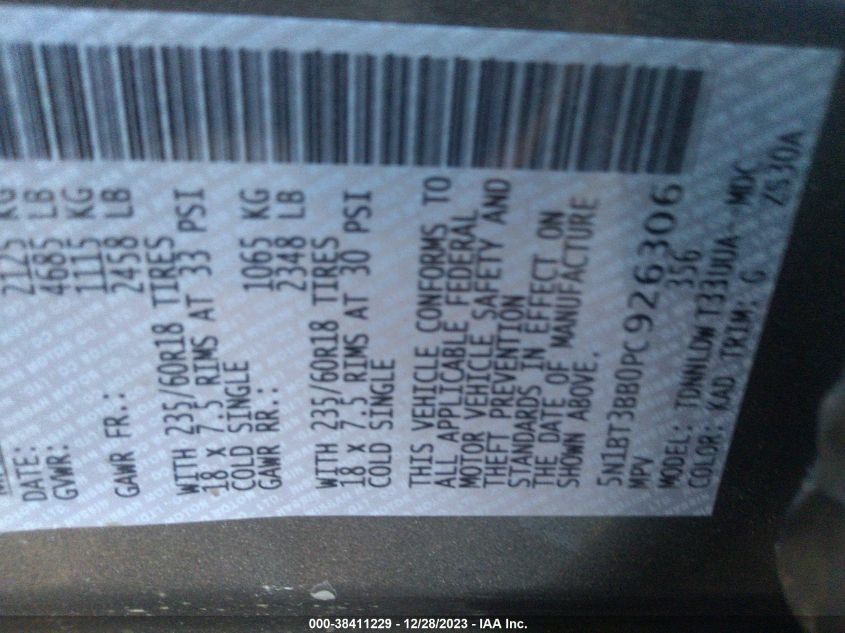 DATE:
GVWR: 2125 KG
4685 LB
GAWR FR.: 1115 KG
2458 LB
WITH 235/60R18 TIRES
18 X 7.5 RIMS AT 33 PSI
COLD SINGLE
GAWR RR.: 1065 KG
2348 LB
WITH 235/60R18 TIRES
18 X 7.5 RIMS AT 30 PSI
COLD SINGLE
THIS VEHICLE CONFORMS TO
ALL APPLICABLE FEDERAL
MOTOR VEHICLE SAFETY AND
THEFT PREVENTION
STANDARDS IN EFFECT ON
THE DATE OF MANUFACTURE
SHOWN ABOVE.
5N1BT3BB0PC926306
MPV 356
MODEL: TDNNLDWT33UUA--MDC
COLOR: KAD TRIM: G Z530A
000-38411229 - 12/28/2023 - IAA Inc.